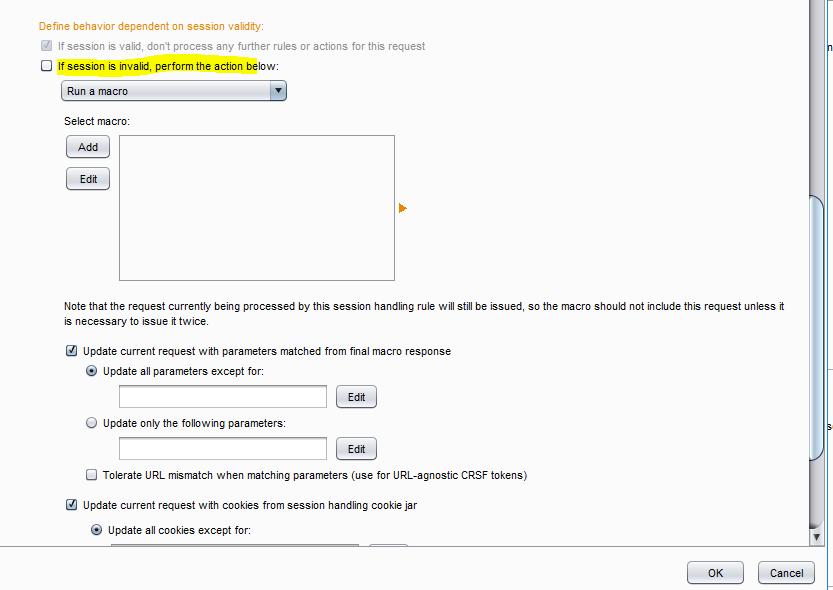 Define behavior dependent on session validity:
If session is valid, don't process any further rules or actions for this request
If session is invalid, perform the action below:
Run a macro
Select macro:
Add
Edit
Note that the request currently being processed by this session handling rule will still be issued, so the macro should not include this request unless it
is necessary to issue it twice.
Update current request with parameters matched from final macro response
Update all parameters except for:
Edit
Update only the following parameters:
Edit
Tolerate URL mismatch when matching parameters (use for URL-agnostic CRSF tokens)
Update current request with cookies from session handling cookie jar
Update all cookies except for:
OK
Cancel